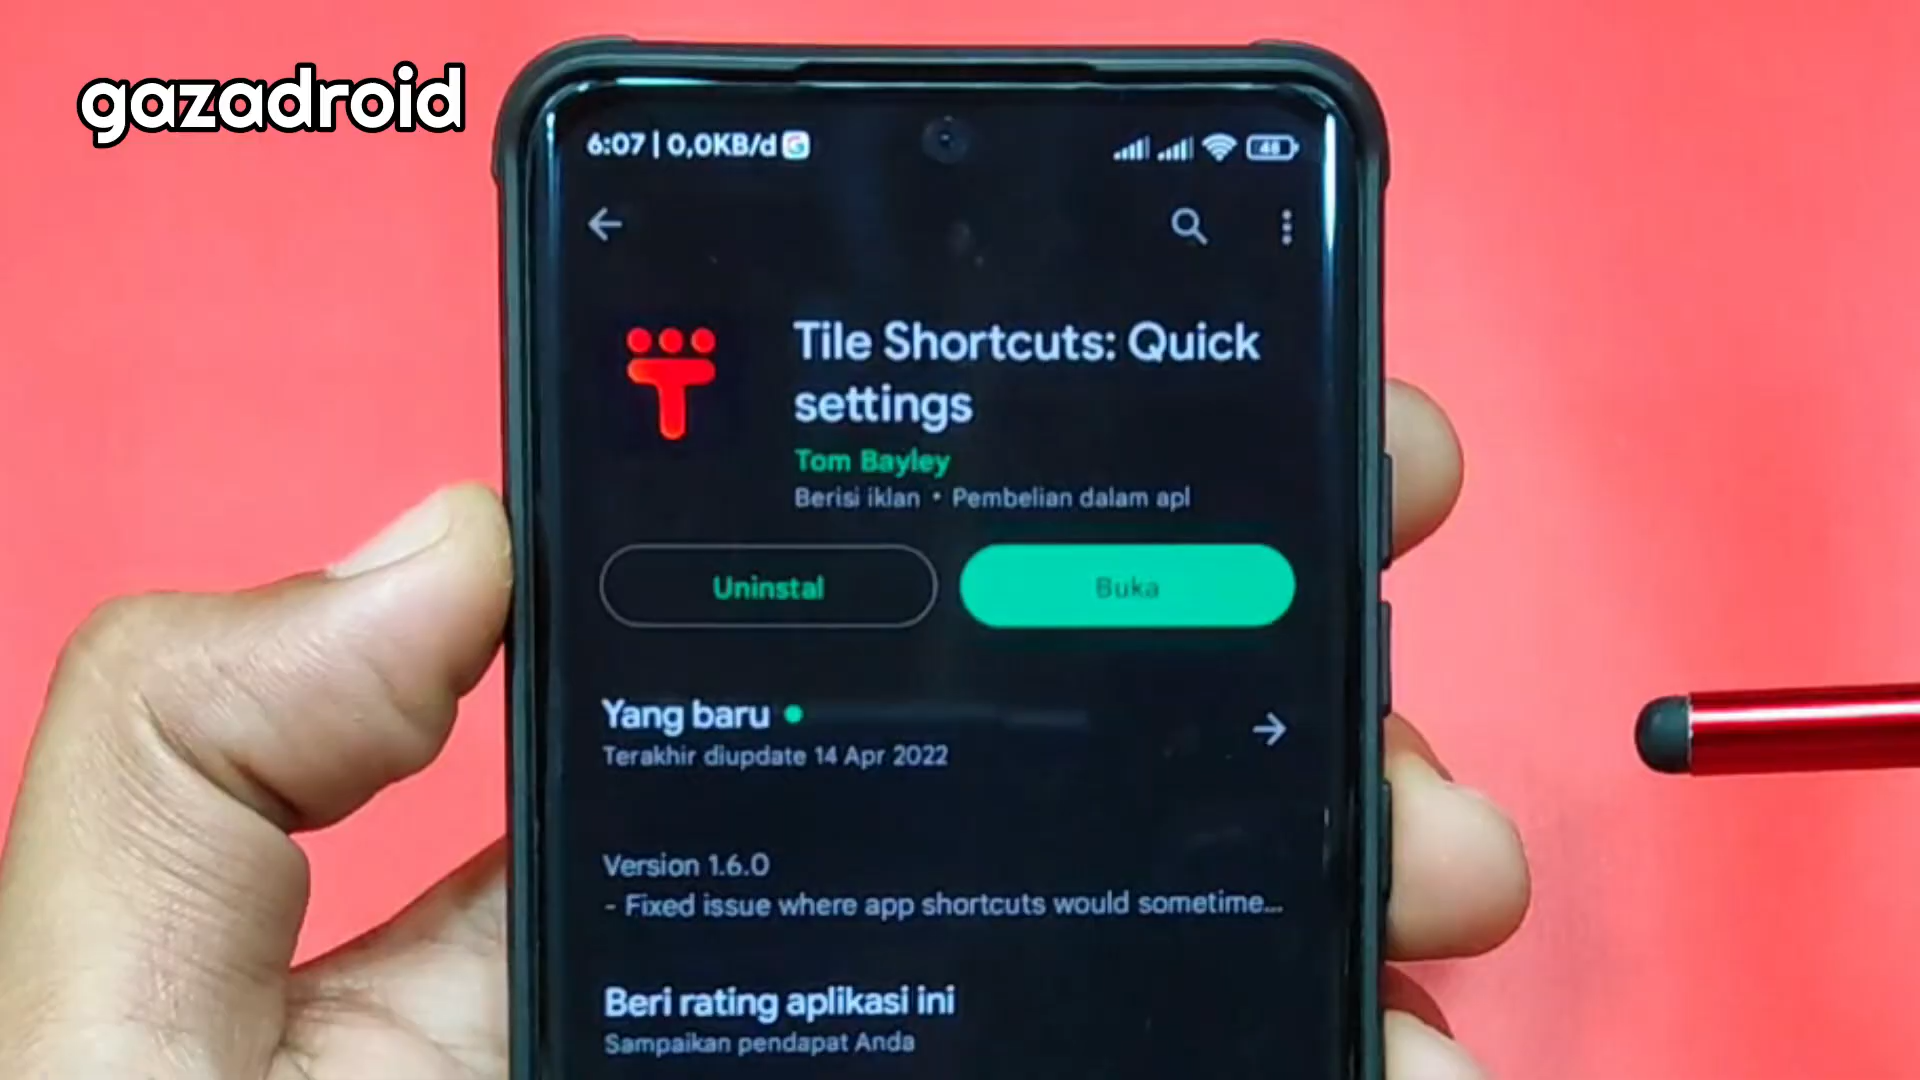 gazadroid
6:07 | 0,0KB/d
46
Tile Shortcuts: Quick
settings
Tom Bayley
Berisi iklan • Pembelian dalam apl
Uninstal
Buka
Yang baru
Terakhir diupdate 14 Apr 2022
Version 1.6.0
- Fixed issue where app shortcuts would sometime...
Beri rating aplikasi ini
Sampaikan pendapat Anda